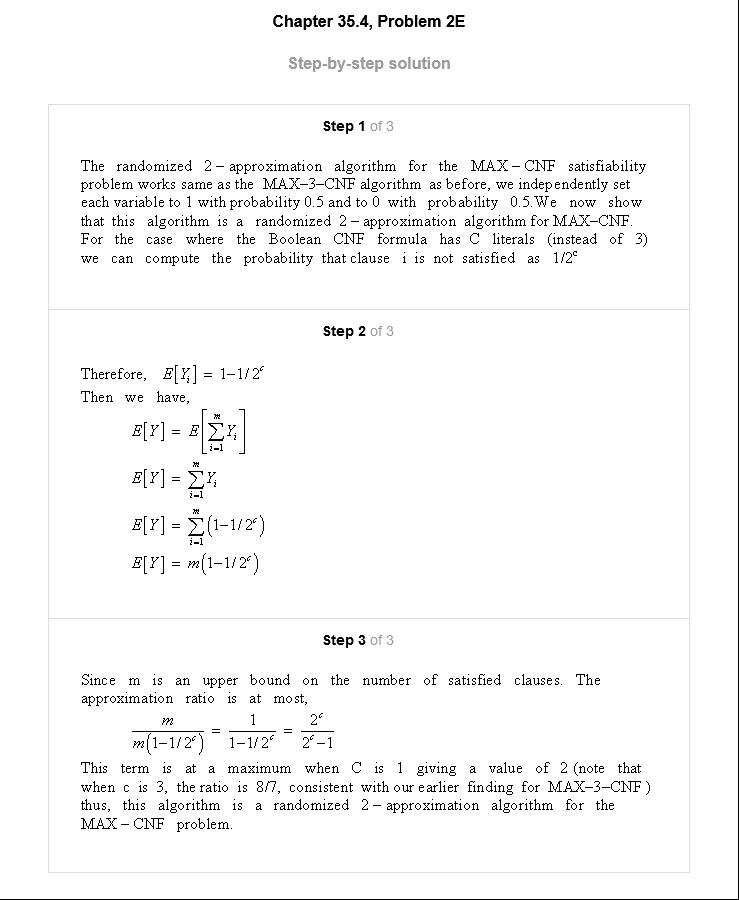 Chapter 35.4, Problem 2E
Step-by-step solution
Step 1 of 3
The randomized 2 – approximation algorithm for the MAX – CNF satisfiability
problem works same as the MAX–3–CNF algorithm as before, we independently set
each variable to 1 with probability 0.5 and to 0 with probability 0.5.We now show
that this algorithm is a randomized 2 – approximation algorithm for MAX–CNF.
For the case where the Boolean CNF formula has C literals (instead of 3)
we can compute the probability that clause i is not satisfied as 1/2^c
Step 2 of 3
Therefore, E[Y_i] = 1–1/2^c
Then we have,
E[Y] = E[∑_{i=1}^{m} Y_i]
E[Y] = ∑_{i=1}^{m} Y_i
E[Y] = ∑_{i=1}^{m} (1–1/2^c)
E[Y] = m(1–1/2^c)
Step 3 of 3
Since m is an upper bound on the number of satisfied clauses. The
approximation ratio is at most,
m/(m(1–1/2^c)) = 1/(1–1/2^c) = 2^c/(2^c–1)
This term is at a maximum when C is 1 giving a value of 2 (note that
when c is 3, the ratio is 8/7, consistent with our earlier finding for MAX–3–CNF )
thus, this algorithm is a randomized 2 – approximation algorithm for the
MAX – CNF problem.